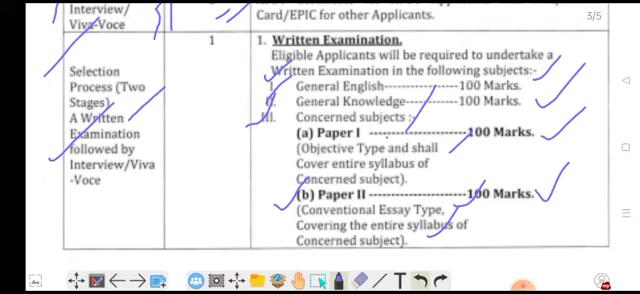 Interview/
Viva-Voce
Card/EPIC for other Applicants.
3/5
Selection
Process (Two
Stages)
A Written
Examination
followed by
Interview/Viva
-Voce
1
1. Written Examination.
Eligible Applicants will be required to undertake a
Written Examination in the following subjects:-
I. General English-----------------------100 Marks.
II. General Knowledge----------------100 Marks.
III. Concerned subjects :-
(a) Paper I ------------------------100 Marks.
(Objective Type and shall
Cover entire syllabus of
Concerned subject).
(b) Paper II ------------------------100 Marks.
(Conventional Essay Type,
Covering the entire syllabus of
Concerned subject).